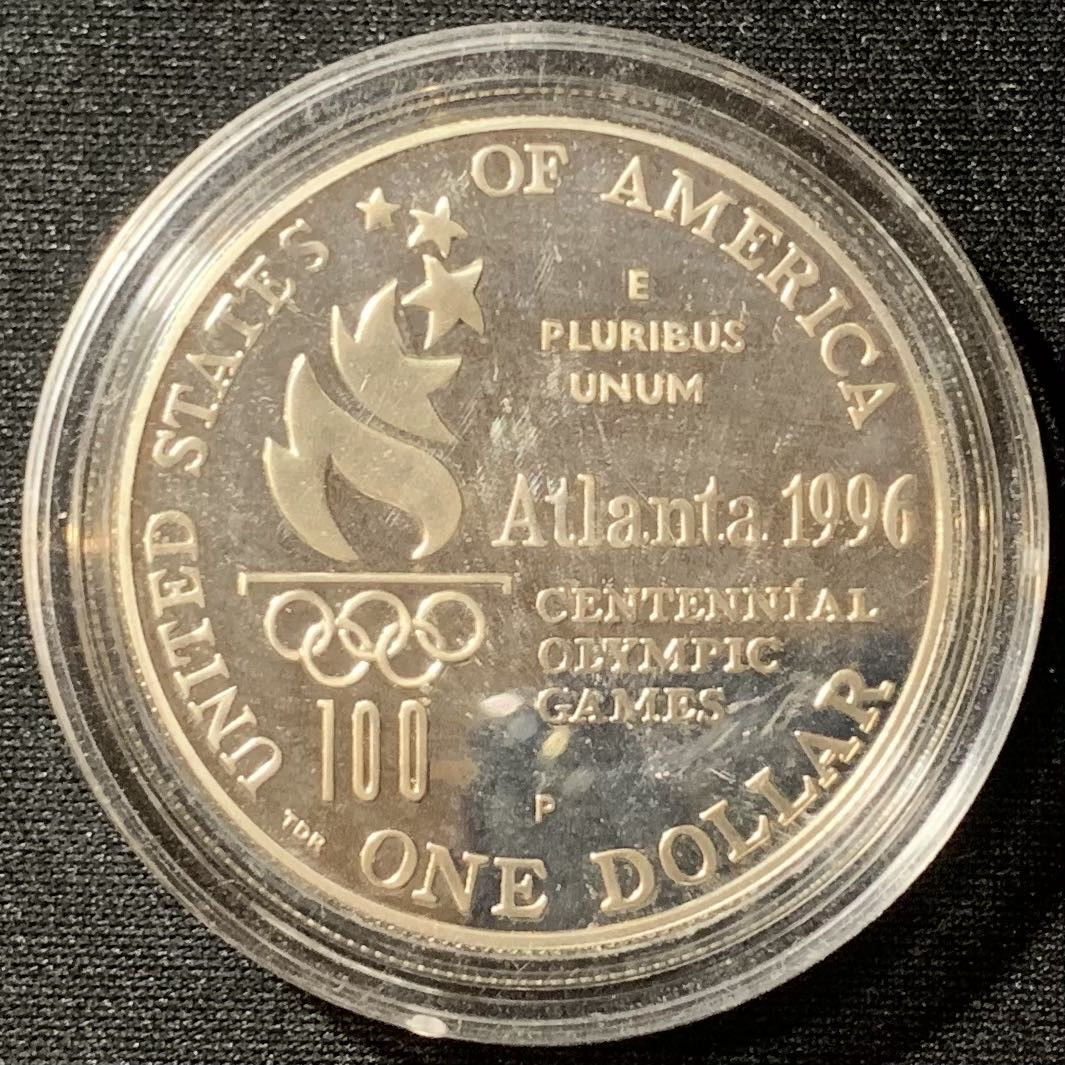 UNITED STATES OF AMERICA
E
PLURIBUS
UNUM
Atlanta 1996
CENTENNIAL
OLYMPIC
GAMES
100
P
TDR
ONE DOLLAR